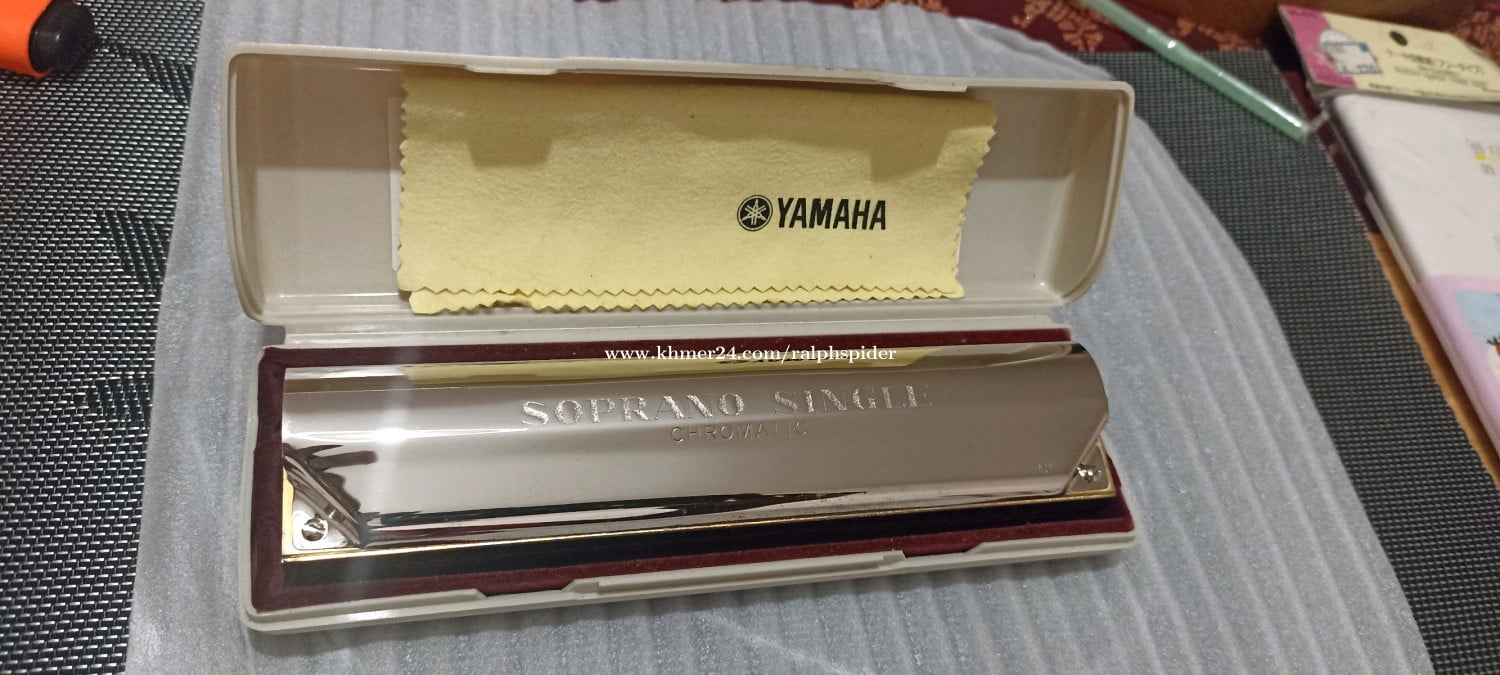 YAMAHA
www.khmer24.com/ralphspider
SOPRANO SINGLE
CHROMATIC